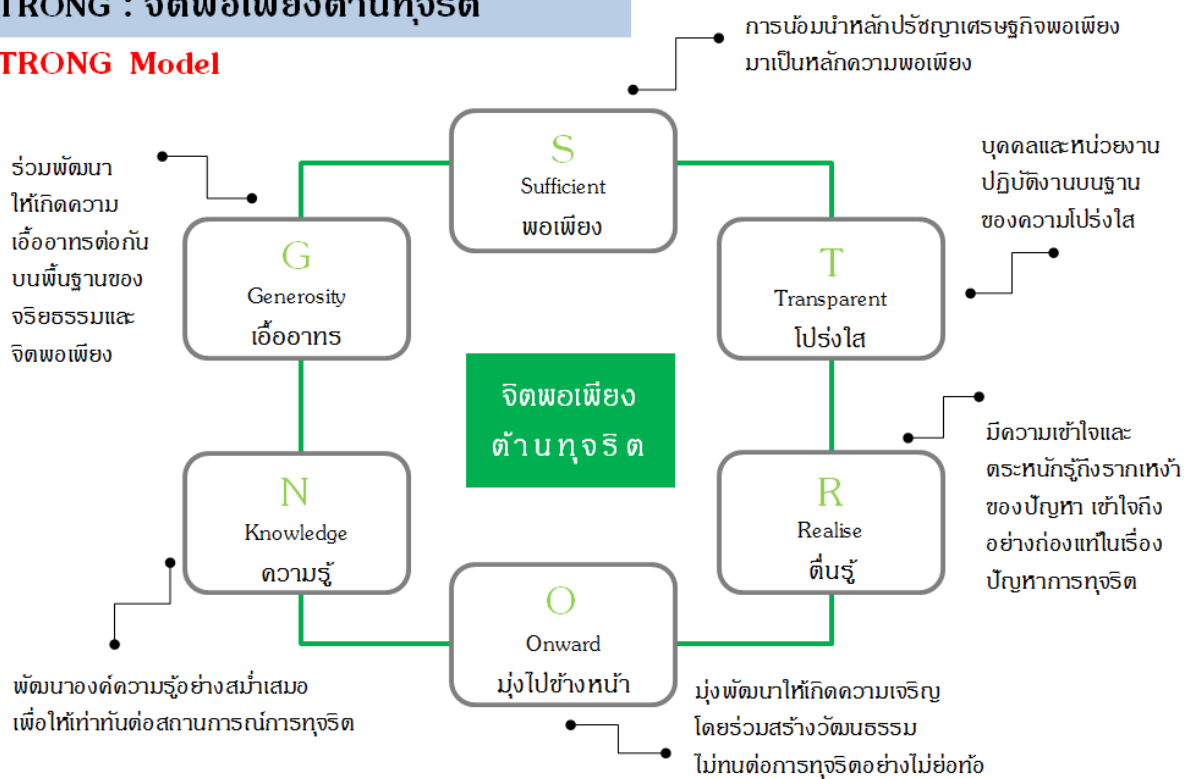 TRONG : จิตพอเพียงต้านทุจริต
TRONG Model
การน้อมนำหลักปรัชญาเศรษฐกิจพอเพียง
มาเป็นหลักความพอเพียง
S
Sufficient
พอเพียง
บุคคลและหน่วยงาน
ปฏิบัติงานบนฐาน
ของความโปร่งใส
T
Transparent
โปร่งใส
มีความเข้าใจและ
ตระหนักรู้ถึงรากเหง้า
ของปัญหา เข้าใจถึง
อย่างถ่องแท้ในเรื่อง
ปัญหาการทุจริต
R
Realise
ตื่นรู้
O
Onward
มุ่งไปข้างหน้า
มุ่งพัฒนาให้เกิดความเจริญ
โดยร่วมสร้างวัฒนธรรม
ไม่ทนต่อการทุจริตอย่างไม่ย่อท้อ
N
Knowledge
ความรู้
พัฒนาองค์ความรู้อย่างสม่ำเสมอ
เพื่อให้เท่าทันต่อสถานการณ์การทุจริต
G
Generosity
เอื้ออาทร
ร่วมพัฒนา
ให้เกิดความ
เอื้ออาทรต่อกัน
บนพื้นฐานของ
จริยธรรมและ
จิตพอเพียง
จิตพอเพียง
ต้านทุจริต